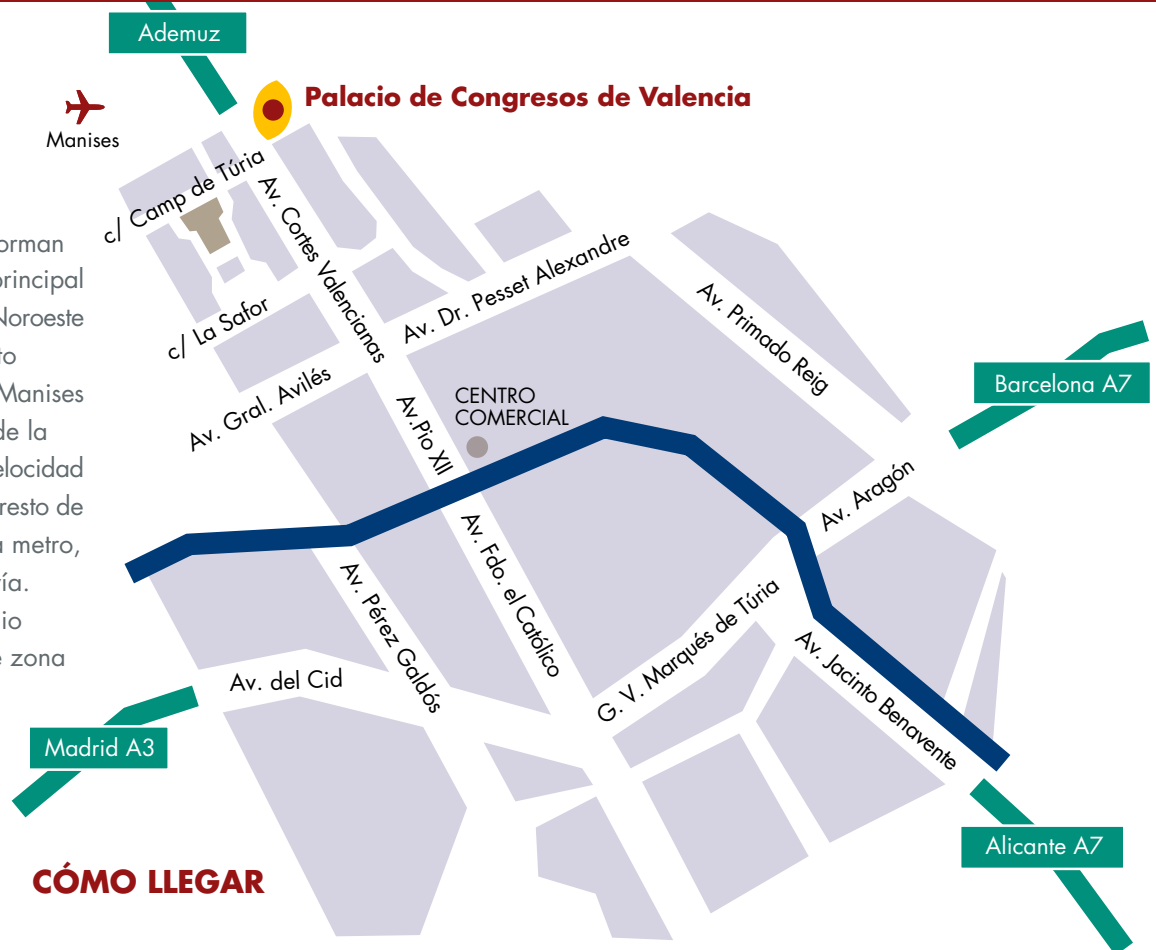 Ademuz
Palacio de Congresos de Valencia
Manises
c/ Camp de Túria
Av. Cortes Valencianas
orman
principal
Noroeste
to
Manises
de la
elocidad
resto de
a metro,
ía.
io
e zona
c/ La Safor
Av. Dr. Pesset Alexandre
Av. Primado Reig
Av. Gral. Avilés
Barcelona A7
CENTRO
COMERCIAL
Av.Pio XII
Av. Aragón
Av. Fdo. el Católico
Av. Pérez Galdós
G. V. Marqués de Túria
Av. Jacinto Benavente
Av. del Cid
Madrid A3
Alicante A7
CÓMO LLEGAR